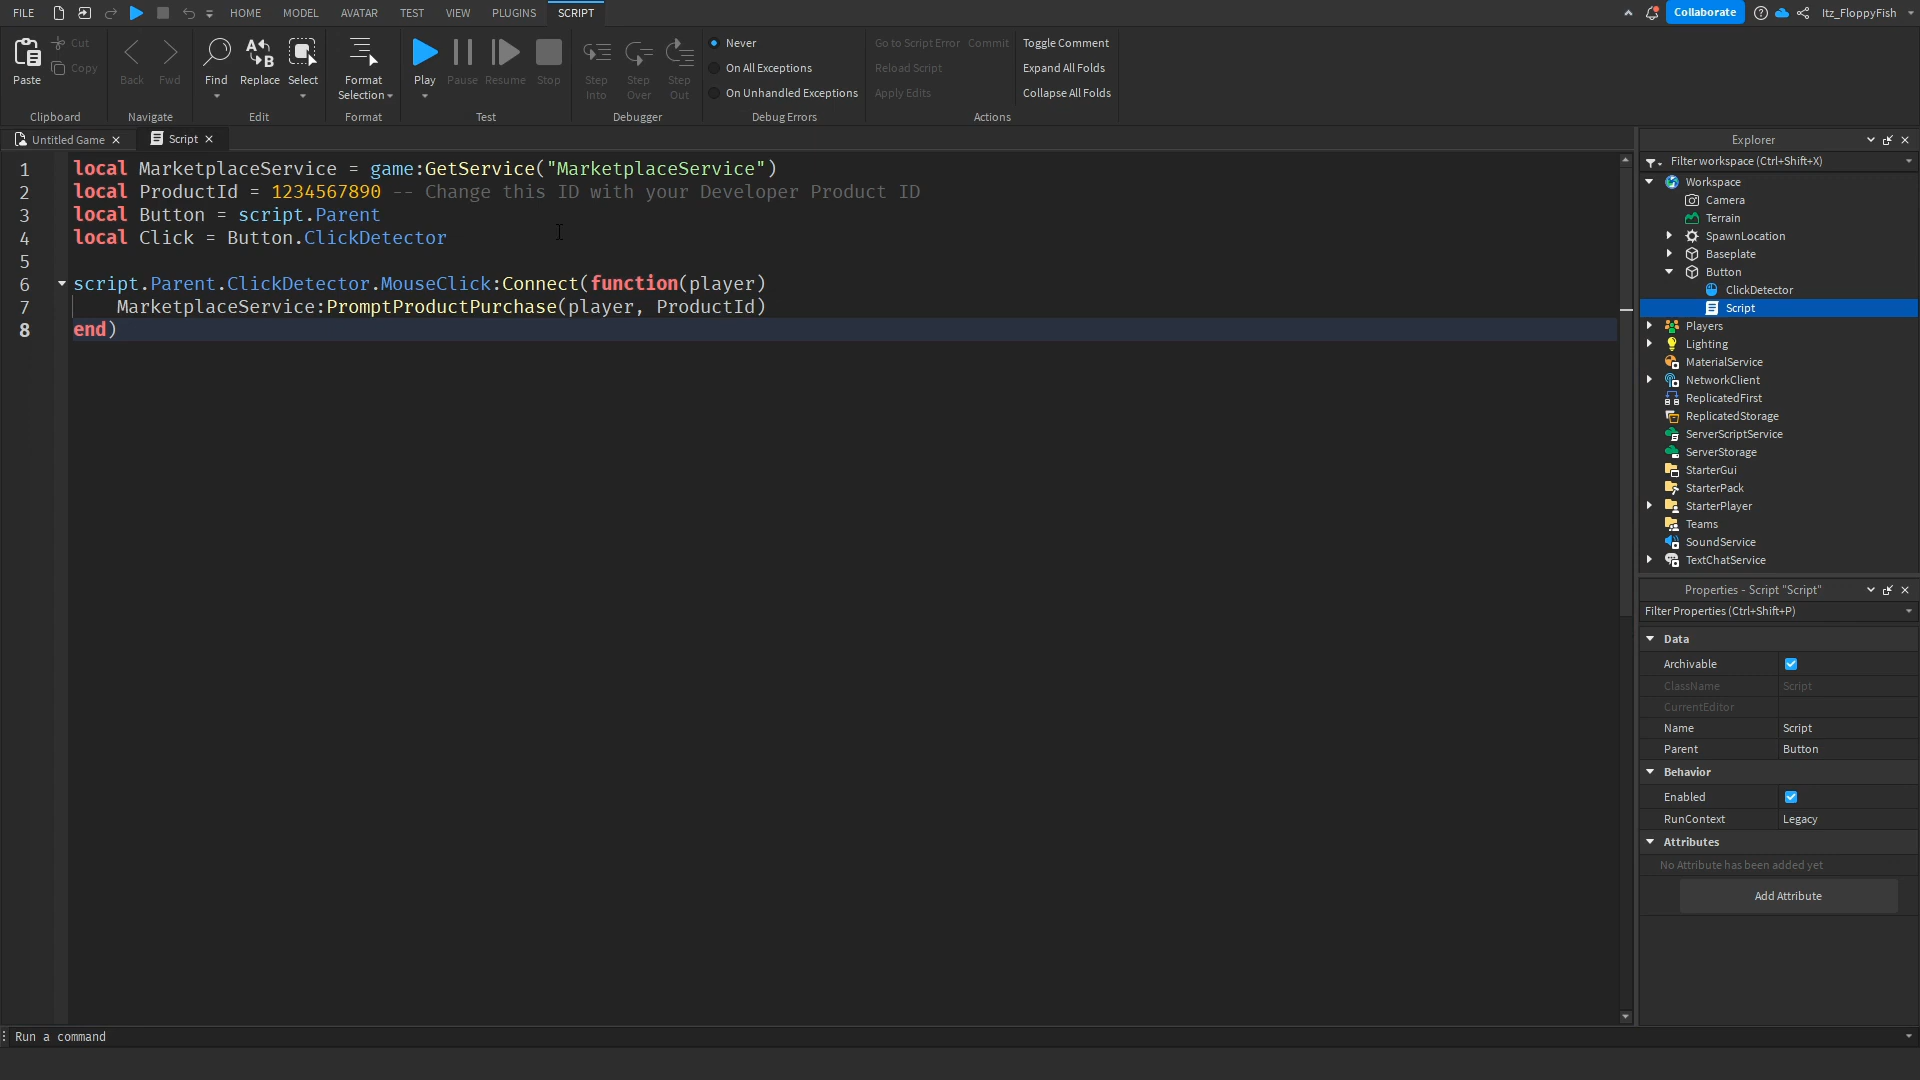 FILE HOME MODEL AVATAR TEST VIEW PLUGINS SCRIPT Collaborate Itz_FloppyFish
Paste Cut Copy
Clipboard
Back Fwd
Navigate
Find Replace Select
Edit
Format Selection
Format
Play Pause Resume Stop
Test
Step Into Step Over Step Out
Debugger
Never
On All Exceptions
On Unhandled Exceptions
Debug Errors
Go to Script Error Commit
Reload Script
Apply Edits
Toggle Comment
Expand All Folds
Collapse All Folds
Actions
Untitled Game Script
1 local MarketplaceService = game:GetService("MarketplaceService")
2 local ProductId = 1234567890 -- Change this ID with your Developer Product ID
3 local Button = script.Parent
4 local Click = Button.ClickDetector
5
6 script.Parent.ClickDetector.MouseClick:Connect(function(player)
7 MarketplaceService:PromptProductPurchase(player, ProductId)
8 end)
Explorer
Filter workspace (Ctrl+Shift+X)
Workspace
Camera
Terrain
SpawnLocation
Baseplate
Button
ClickDetector
Script
Players
Lighting
MaterialService
NetworkClient
ReplicatedFirst
ReplicatedStorage
ServerScriptService
ServerStorage
StarterGui
StarterPack
StarterPlayer
Teams
SoundService
TextChatService
Properties - Script "Script"
Filter Properties (Ctrl+Shift+P)
Data
Archivable
ClassName Script
CurrentEditor
Name Script
Parent Button
Behavior
Enabled
RunContext Legacy
Attributes
No Attribute has been added yet
Add Attribute
Run a command